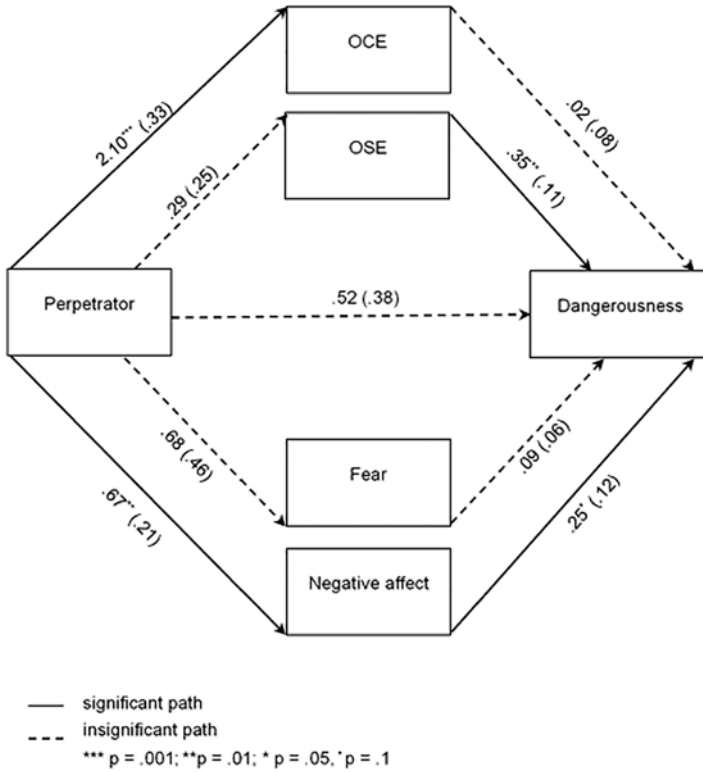 OCE
2.10*** (.33)
.02 (.08)
OSE
.29 (.25)
.35** (.11)
Perpetrator
.52 (.38)
Dangerousness
.68 (.46)
Fear
.09 (.06)
.67** (.21)
.25* (.12)
Negative affect
significant path
insignificant path
*** p = .001; **p = .01; * p = .05, *p = .1